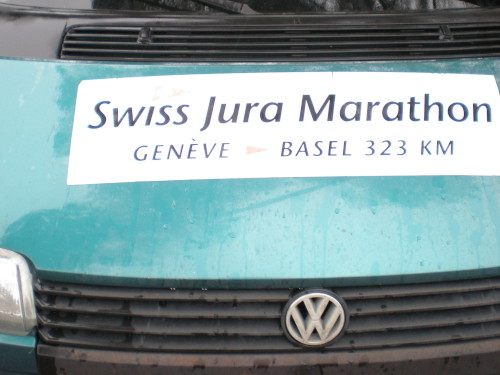 Swiss Jura Marathon
GENÈVE ► BASEL 323 KM